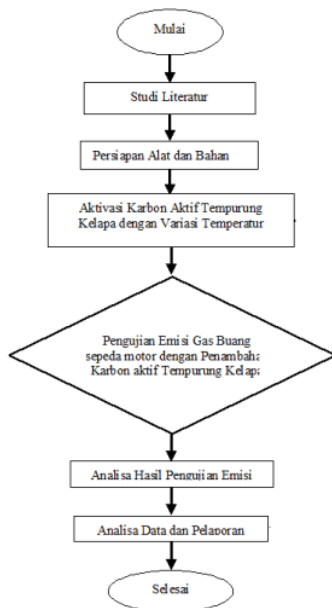 Mulai
Studi Literatur
Persiapan Alat dan Bahan
Aktivasi Karbon Aktif Tempurung
Kelapa dengan Variasi Temperatur
Pengujian Emisi Gas Buang
sepeda motor dengan Penambaha
Karbon aktif Tempurung Kelapa
Analisa Hasil Pengujian Emisi
Analisa Data dan Pelaporan
Selesai